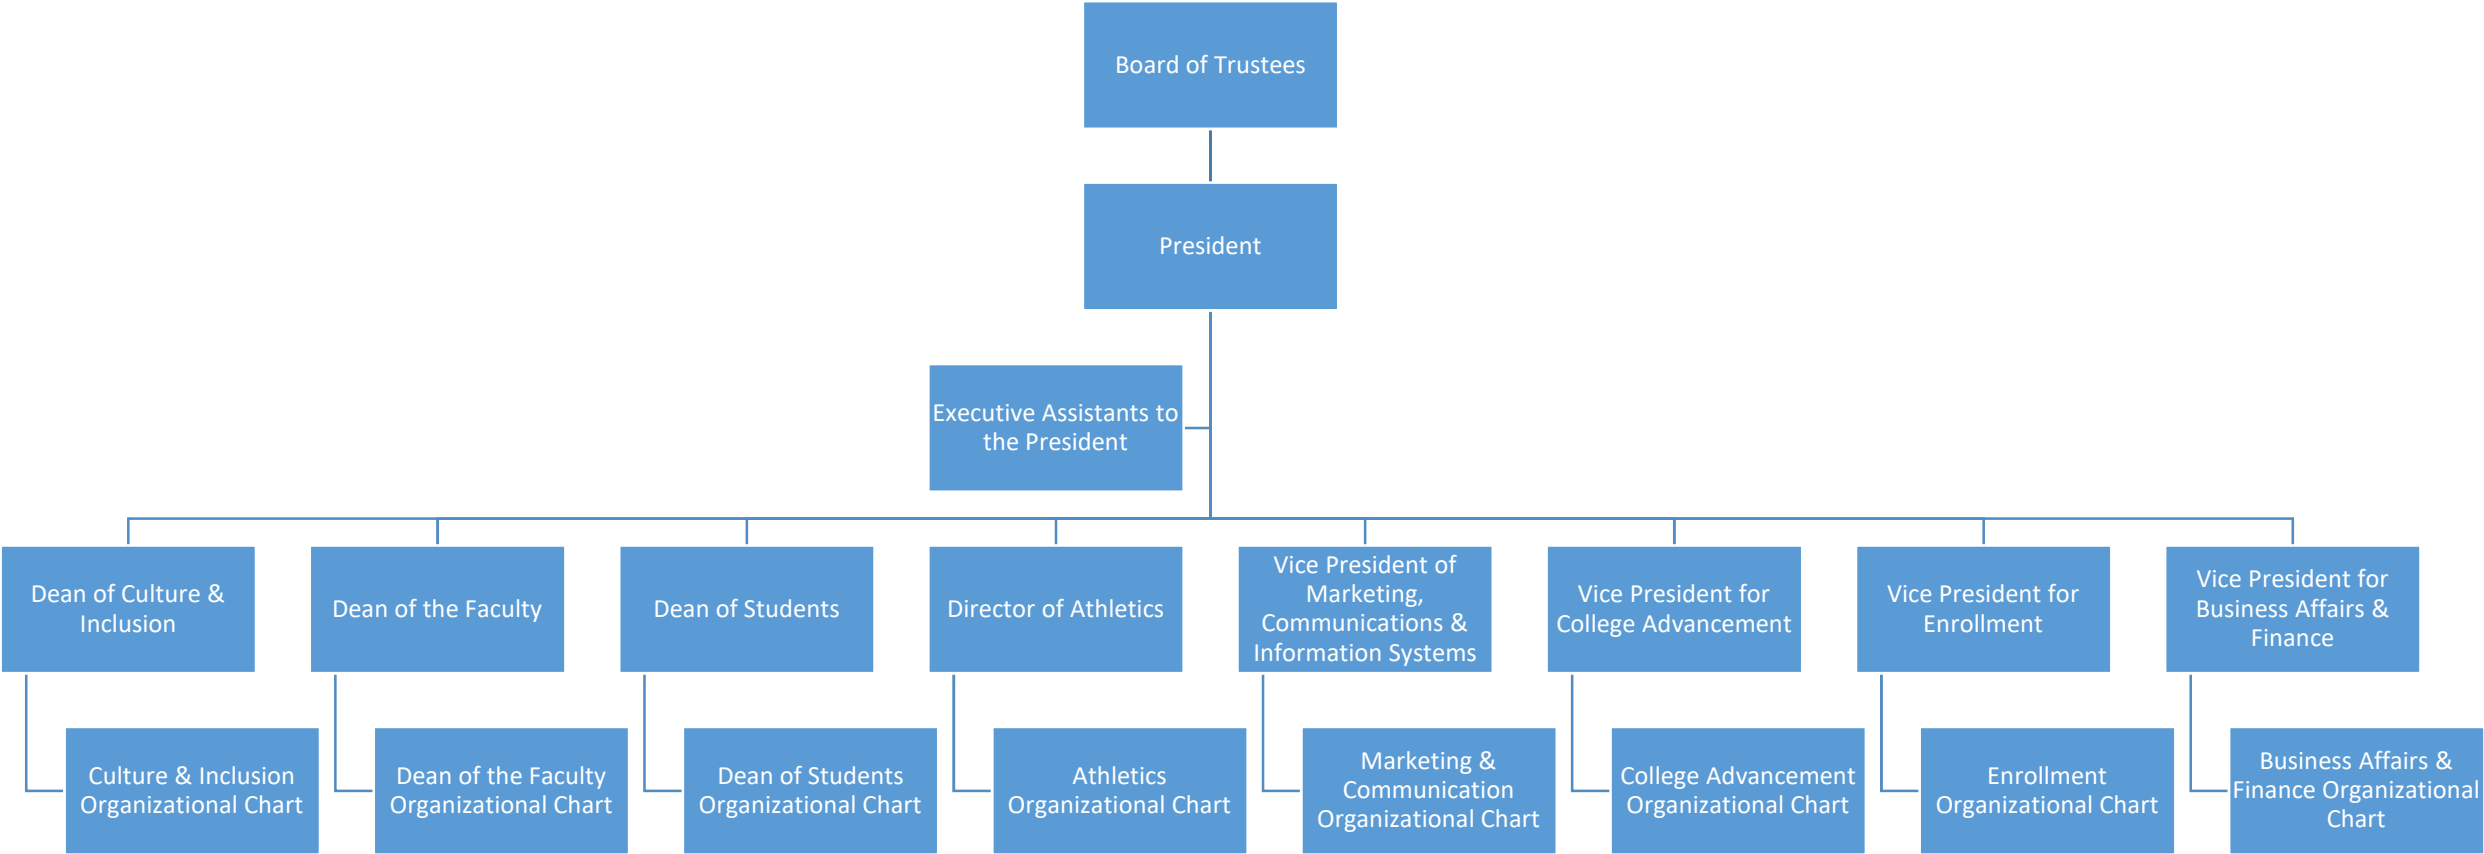 Board of Trustees
President
Executive Assistants to
the President
Dean of Culture &
Inclusion
Dean of the Faculty
Dean of Students
Director of Athletics
Vice President of
Marketing,
Communications &
Information Systems
Vice President for
College Advancement
Vice President for
Enrollment
Vice President for
Business Affairs &
Finance
Culture & Inclusion
Organizational Chart
Dean of the Faculty
Organizational Chart
Dean of Students
Organizational Chart
Athletics
Organizational Chart
Marketing &
Communication
Organizational Chart
College Advancement
Organizational Chart
Enrollment
Organizational Chart
Business Affairs &
Finance Organizational
Chart